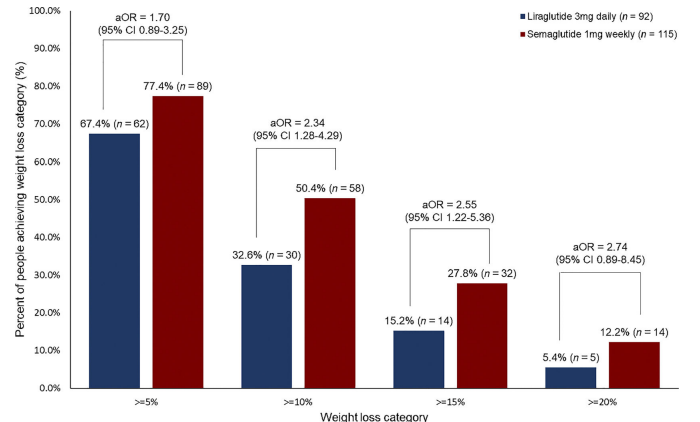 100.0%
90.0%
80.0%
70.0%
60.0%
50.0%
40.0%
30.0%
20.0%
10.0%
0.0%
Percent of people achieving weight loss category (%)
Liraglutide 3mg daily (n = 92)
Semaglutide 1mg weekly (n = 115)
aOR = 1.70
(95% CI 0.89-3.25)
67.4% (n = 62)
77.4% (n = 89)
aOR = 2.34
(95% CI 1.28-4.29)
32.6% (n = 30)
50.4% (n = 58)
aOR = 2.55
(95% CI 1.22-5.36)
15.2% (n = 14)
27.8% (n = 32)
aOR = 2.74
(95% CI 0.89-8.45)
5.4% (n = 5)
12.2% (n = 14)
>=5%
>=10%
>=15%
>=20%
Weight loss category